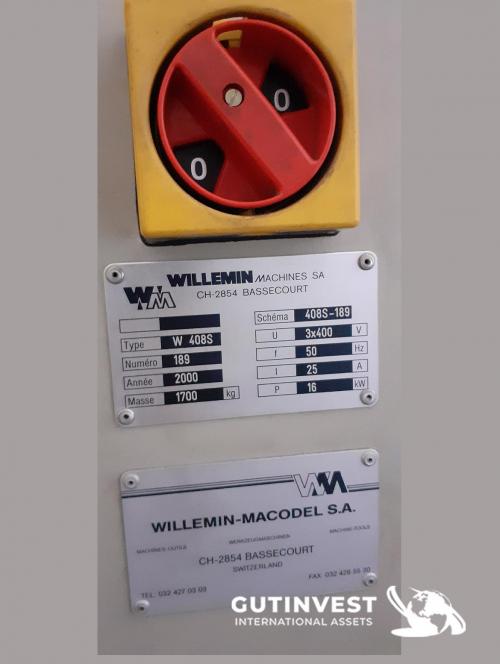 0
0
WM WILLEMIN MACHINES SA
CH-2854 BASSECOURT
Type W 408S
Numéro 189
Année 2000
Masse 1700 kg
Schéma 408S-189
U 3x400 V
f 50 Hz
I 25 A
P 16 kW
WM
WILLEMIN-MACODEL S.A.
MACHINES-OUTILS WERKZEUGMASCHINEN MACHINE-TOOLS
CH-2854 BASSECOURT
SWITZERLAND
TEL. 032 427 03 03 FAX 032 426 55 30
GUTINVEST
INTERNATIONAL ASSETS